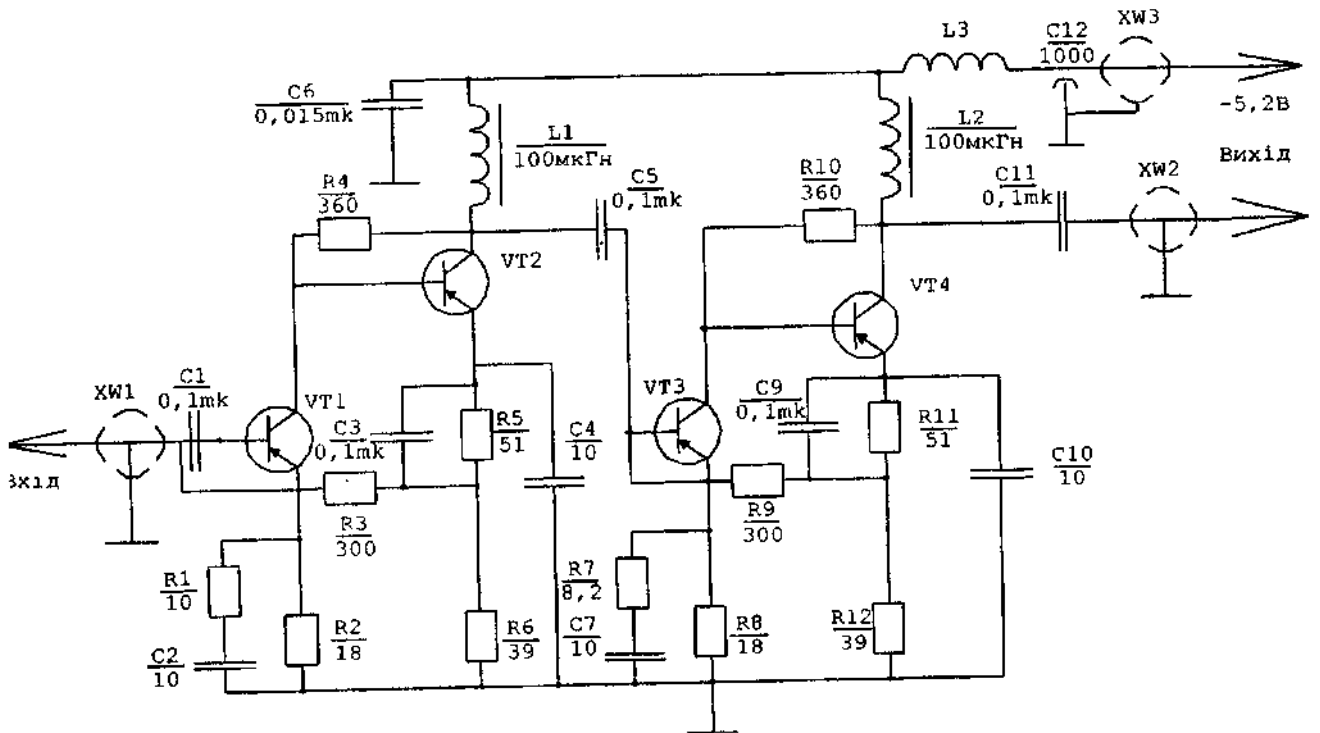 L3
C12
1000
XW3
-5,2В
C6
0,015mk
L1
100мкГн
L2
100мкГн
Вихід
R4
360
C5
0,1mk
R10
360
C11
0,1mk
XW2
VT2
VT4
XW1
C1
0,1mk
VT1
C3
0,1mk
R5
51
C4
10
VT3
C9
0,1mk
R11
51
C10
10
Вхід
R3
300
R9
300
R1
10
R2
18
C2
10
R6
39
R7
8,2
C7
10
R8
18
R12
39